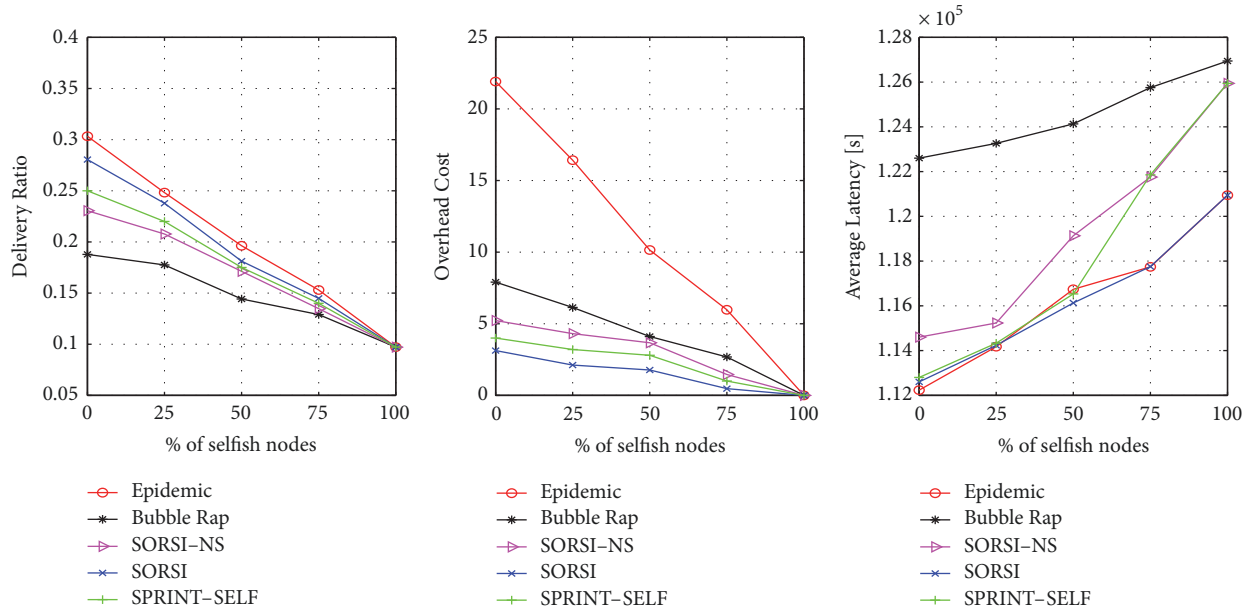 0.4
0.35
0.3
0.25
0.2
0.15
0.1
0.05
Delivery Ratio
0 25 50 75 100
% of selfish nodes
Epidemic
Bubble Rap
SORSI–NS
SORSI
SPRINT–SELF
25
20
15
10
5
0
Overhead Cost
0 25 50 75 100
% of selfish nodes
Epidemic
Bubble Rap
SORSI–NS
SORSI
SPRINT–SELF
× 10⁵
1.28
1.26
1.24
1.22
1.2
1.18
1.16
1.14
1.12
Average Latency [s]
0 25 50 75 100
% of selfish nodes
Epidemic
Bubble Rap
SORSI–NS
SORSI
SPRINT–SELF